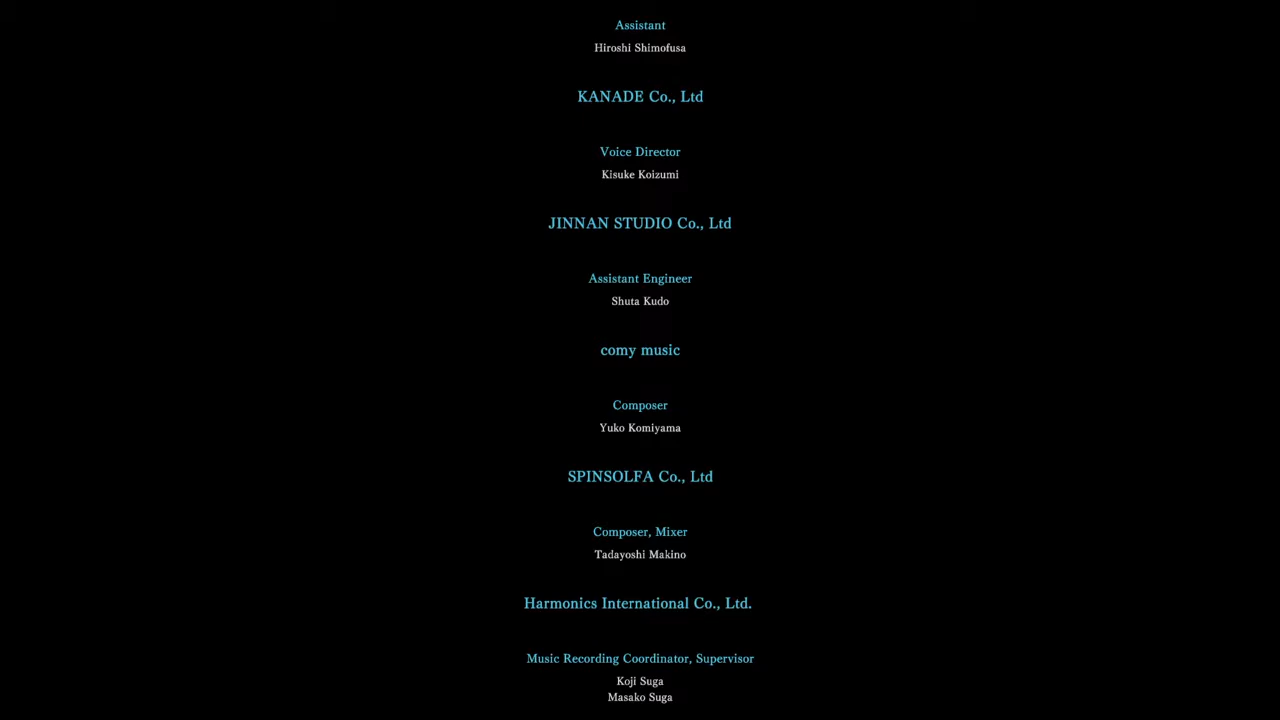 Assistant
Hiroshi Shimofusa
KANADE Co., Ltd
Voice Director
Kisuke Koizumi
JINNAN STUDIO Co., Ltd
Assistant Engineer
Shuta Kudo
comy music
Composer
Yuko Komiyama
SPINSOLFA Co., Ltd
Composer, Mixer
Tadayoshi Makino
Harmonics International Co., Ltd.
Music Recording Coordinator, Supervisor
Koji Suga
Masako Suga